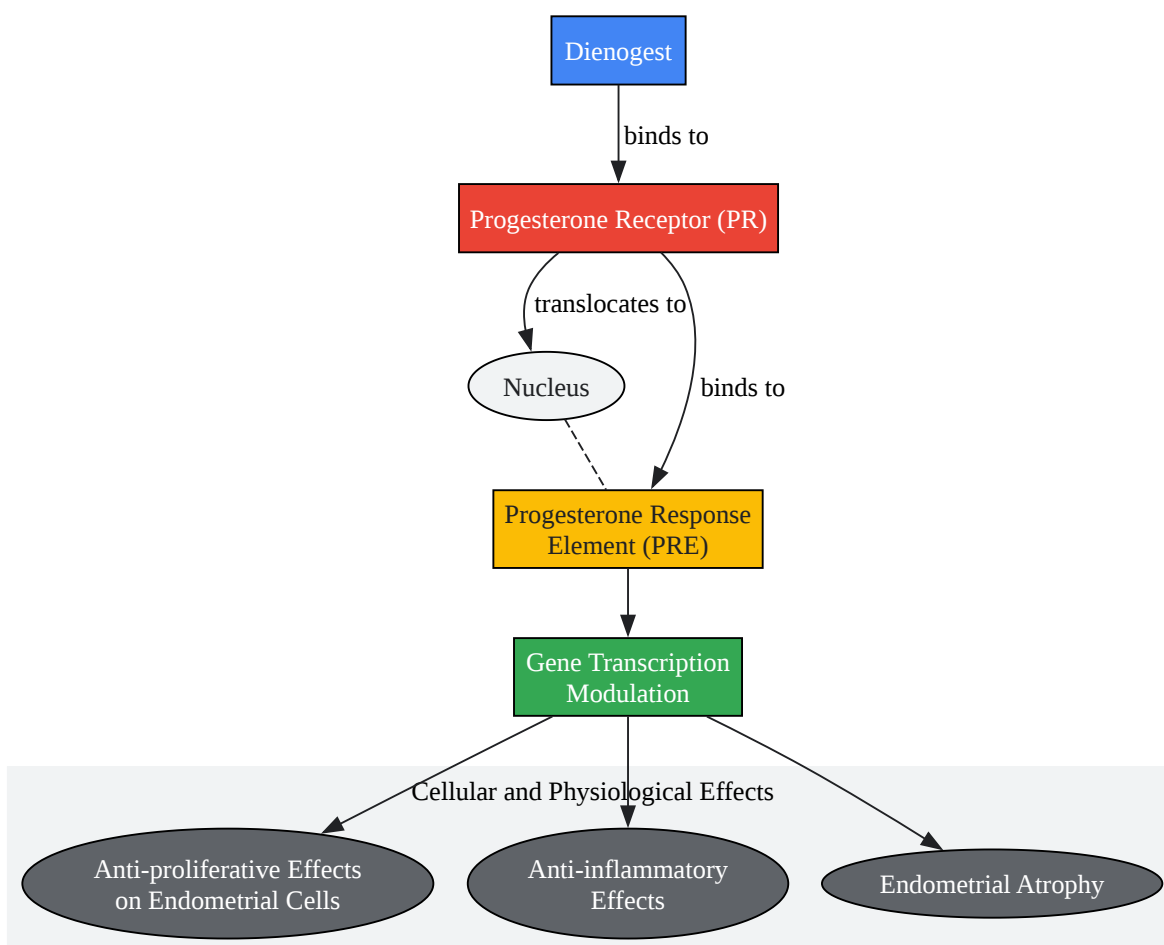 Dienogest
binds to
Progesterone Receptor (PR)
translocates to
Nucleus
binds to
Progesterone Response
Element (PRE)
Gene Transcription
Modulation
Cellular and Physiological Effects
Anti-proliferative Effects
on Endometrial Cells
Anti-inflammatory
Effects
Endometrial Atrophy